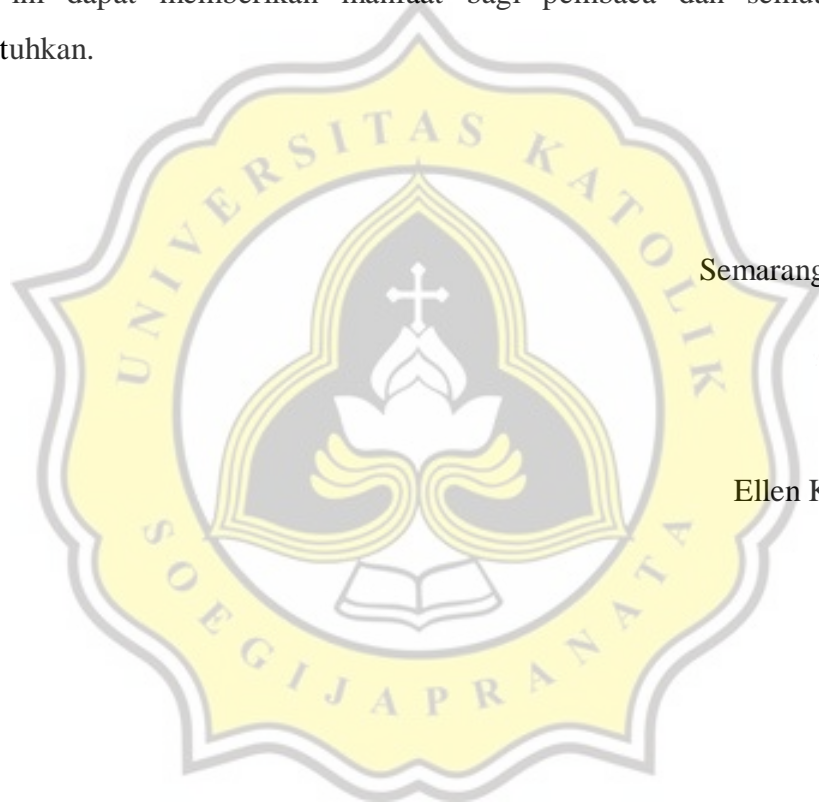 ini dapat memberikan manfaat bagi pembaca dan semua
tuhkan.
UNIVERSITAS KATOLIK
Semarang
Ellen K
SOEGIJAPRANATA